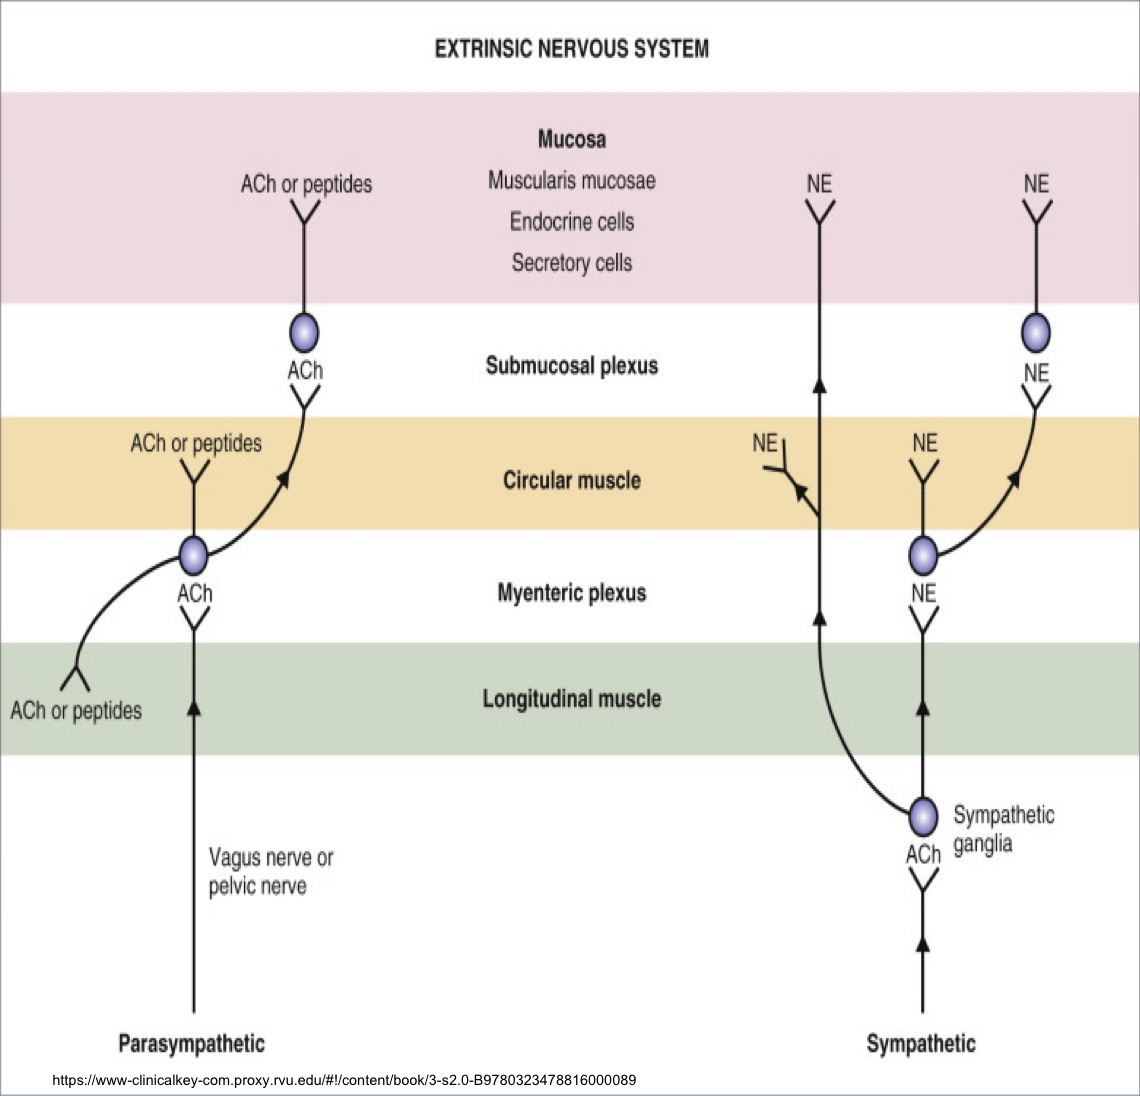 EXTRINSIC NERVOUS SYSTEM
Mucosa
ACh or peptides
Muscularis mucosae
NE
NE
Endocrine cells
Secretory cells
ACh
Submucosal plexus
NE
ACh or peptides
NE
NE
Circular muscle
ACh
Myenteric plexus
NE
ACh or peptides
Longitudinal muscle
Sympathetic
ganglia
ACh
Vagus nerve or
pelvic nerve
Parasympathetic
Sympathetic
https://www-clinicalkey-com.proxy.rvu.edu/#!/content/book/3-s2.0-B9780323478816000089